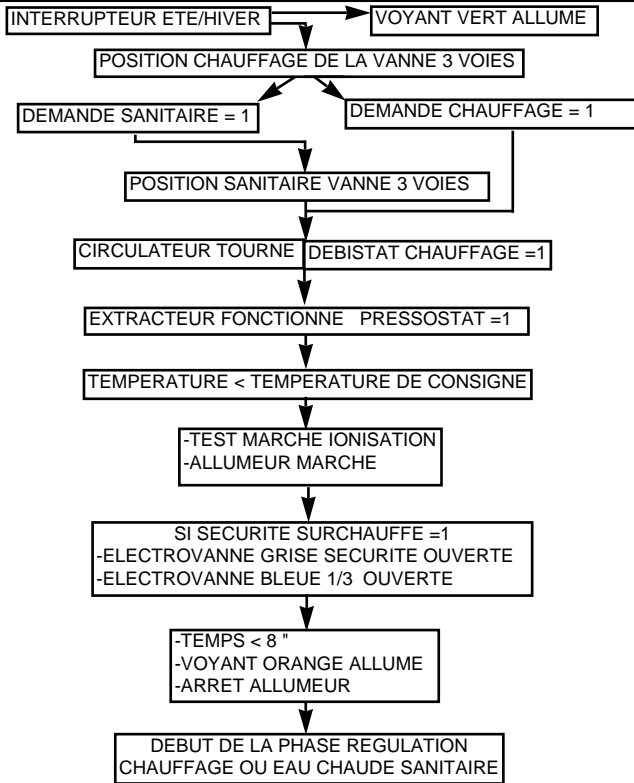 INTERRUPTEUR ETE/HIVER
VOYANT VERT ALLUME
POSITION CHAUFFAGE DE LA VANNE 3 VOIES
DEMANDE SANITAIRE = 1
DEMANDE CHAUFFAGE = 1
POSITION SANITAIRE VANNE 3 VOIES
CIRCULATEUR TOURNE
DEBISTAT CHAUFFAGE =1
EXTRACTEUR FONCTIONNE PRESSOSTAT =1
TEMPERATURE < TEMPERATURE DE CONSIGNE
-TEST MARCHE IONISATION
-ALLUMEUR MARCHE
SI SECURITE SURCHAUFFE =1
-ELECTROVANNE GRISE SECURITE OUVERTE
-ELECTROVANNE BLEUE 1/3 OUVERTE
-TEMPS < 8 "
-VOYANT ORANGE ALLUME
-ARRET ALLUMEUR
DEBUT DE LA PHASE REGULATION
CHAUFFAGE OU EAU CHAUDE SANITAIRE